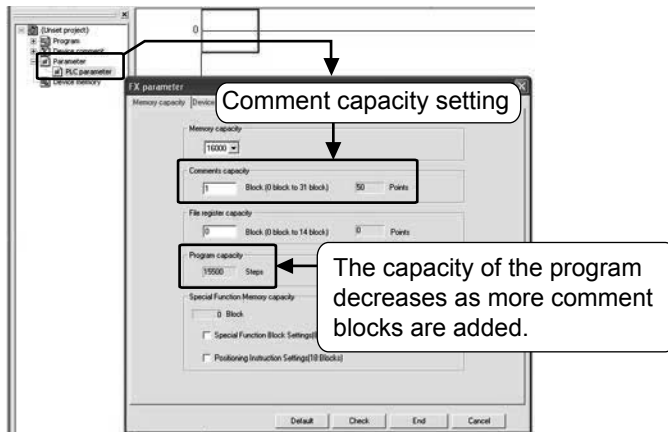 (Unset project)
Program
Device comment
Parameter
PLC parameter
Device memory
0
FX parameter
Comment capacity setting
Memory capacity
Device
Memory capacity
16000
Comments capacity
1 Block (0 block to 31 block) 50 Points
File register capacity
0 Block (0 block to 14 block) 0 Points
Program capacity
15500 Steps
The capacity of the program
decreases as more comment
blocks are added.
Special Function Memory capacity
0 Block
Special Function Block Settings(
Positioning Instruction Settings(18 Blocks)
Default Check End Cancel